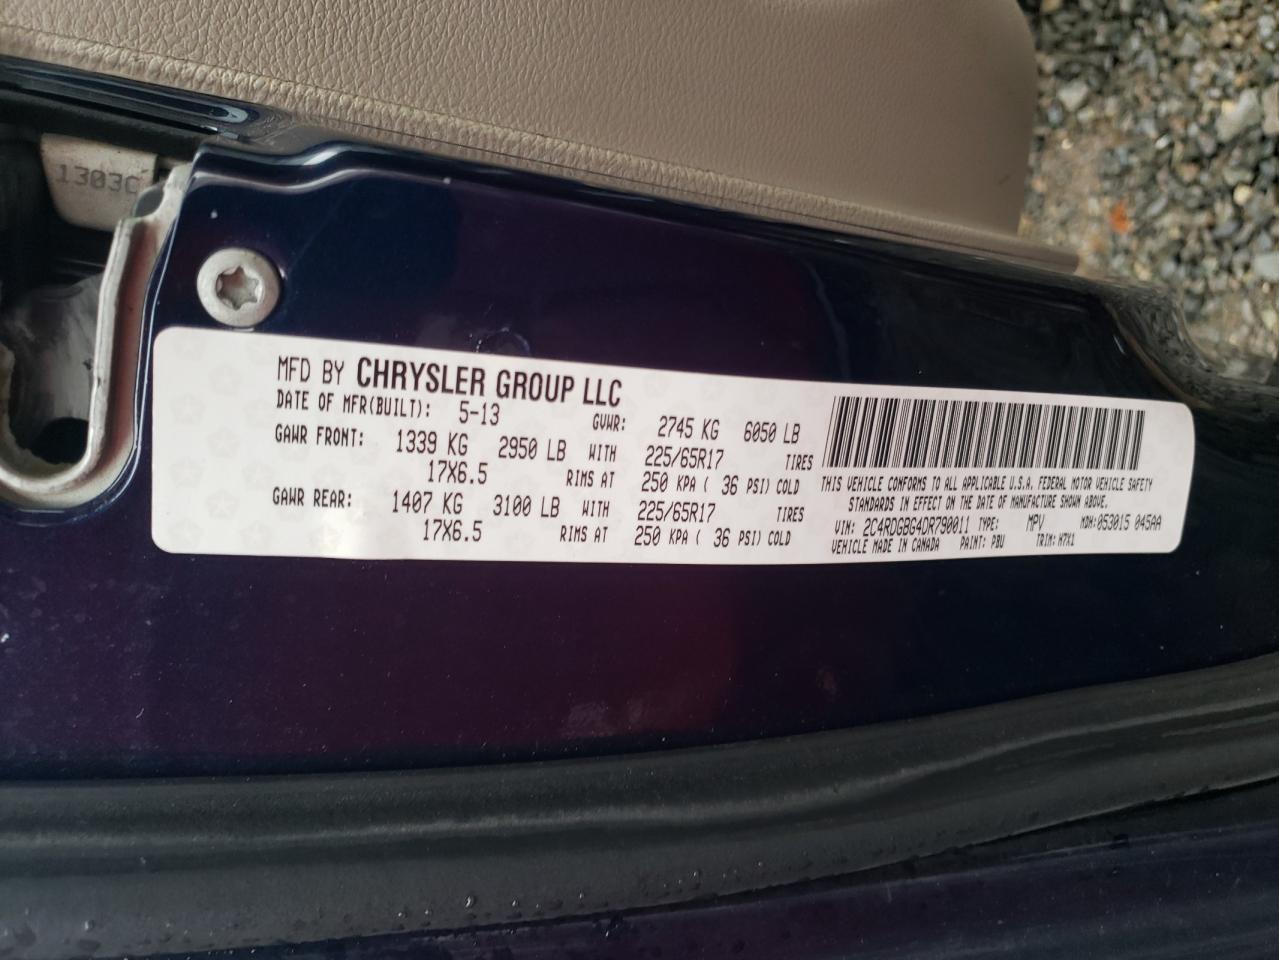 1303C
MFD BY CHRYSLER GROUP LLC
DATE OF MFR(BUILT): 5-13 GVWR: 2745 KG 6050 LB
GAWR FRONT: 1339 KG 2950 LB WITH 225/65R17 TIRES
17X6.5 RIMS AT 250 KPA ( 36 PSI) COLD
GAWR REAR: 1407 KG 3100 LB WITH 225/65R17 TIRES
17X6.5 RIMS AT 250 KPA ( 36 PSI) COLD
THIS VEHICLE CONFORMS TO ALL APPLICABLE U.S.A. FEDERAL MOTOR VEHICLE SAFETY
STANDARDS IN EFFECT ON THE DATE OF MANUFACTURE SHOWN ABOVE.
VIN: 2C4RDGBG4DR790011 TYPE: MPV MDH:053015 045AA
VEHICLE MADE IN CANADA PAINT: PBU TRIM: H7X1